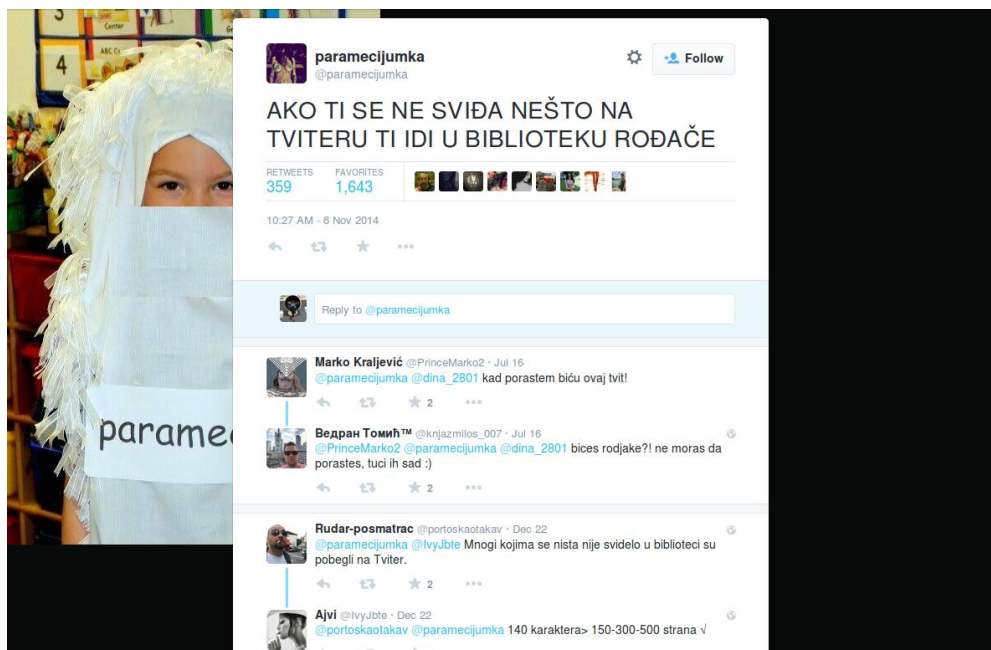 3
Center
4
ABC
parame
paramecijumka
@paramecijumka
Follow
AKO TI SE NE SVIĐA NEŠTO NA
TVITERU TI IDI U BIBLIOTEKU ROĐAČE
RETWEETS
359
FAVORITES
1,643
10:27 AM - 8 Nov 2014
Reply to @paramecijumka
Marko Kraljević @PrinceMarko2 · Jul 16
@paramecijumka @dina_2801 kad porastem biću ovaj tvit!
2
Ведран Томић™ @knjazmilos_007 · Jul 16
@PrinceMarko2 @paramecijumka @dina_2801 bices rodjake?! ne moras da
porastes, tuci ih sad :)
2
Rudar-posmatrac @portoskaotakav · Dec 22
@paramecijumka @IvyJbte Mnogi kojima se nista nije svidelo u biblioteci su
pobegli na Tviter.
2
Ajvi @IvyJbte · Dec 22
@portoskaotakav @paramecijumka 140 karaktera> 150-300-500 strana √